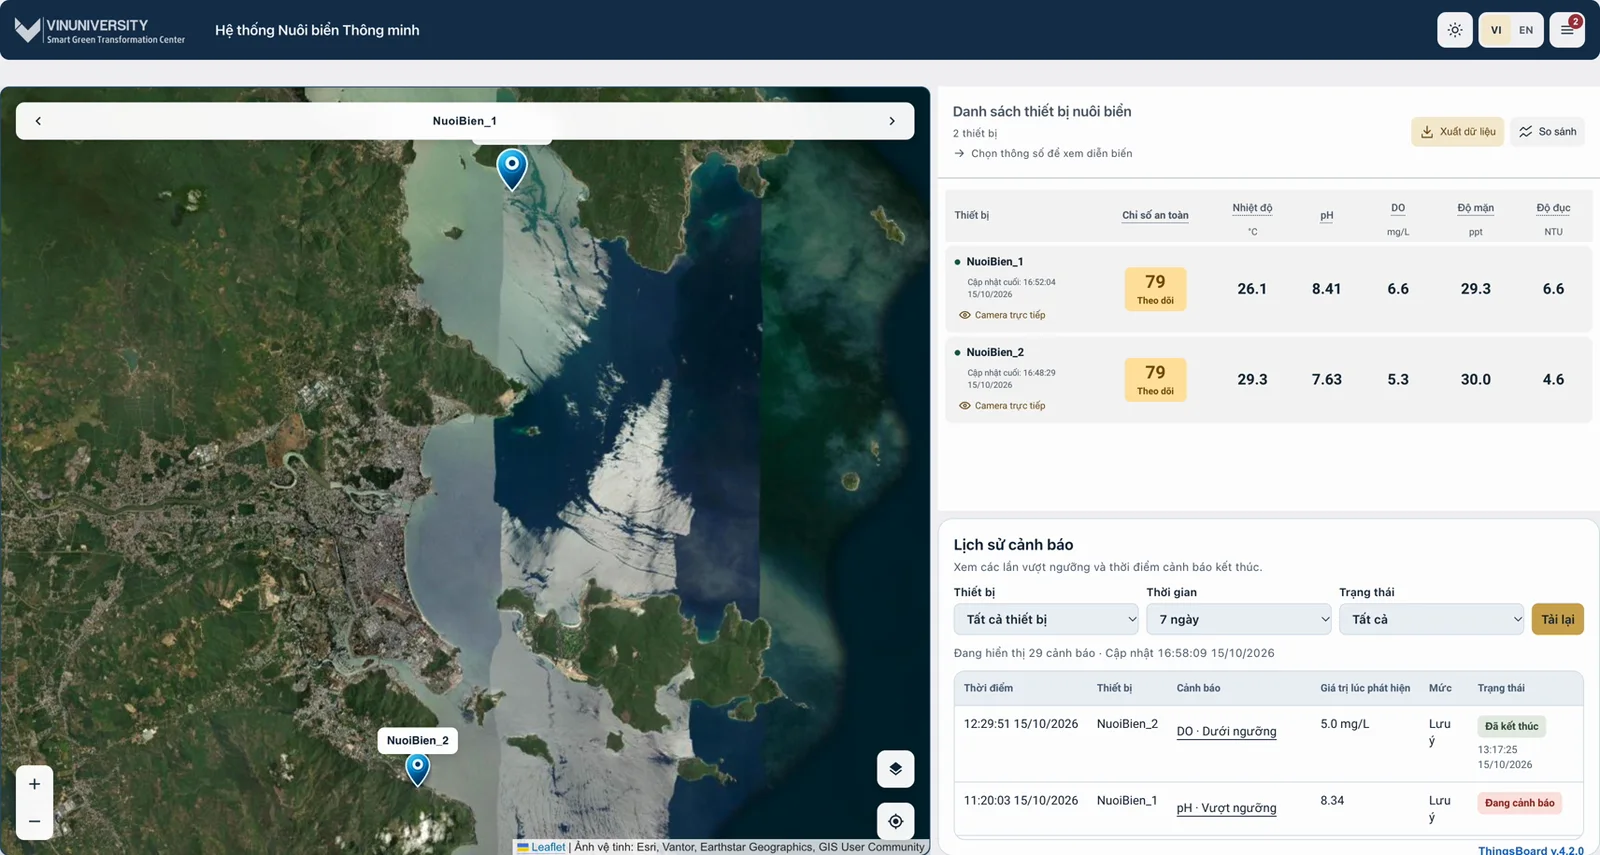 VINUNIVERSITY
Smart Green Transformation Center
Hệ thống Nuôi biển Thông minh
VI
EN
2
NuoiBien_1
NuoiBien_2
+
−
Leaflet | Ảnh vệ tinh: Esri, Vantor, Earthstar Geographics, GIS User Community
Danh sách thiết bị nuôi biển
2 thiết bị
→ Chọn thông số để xem diễn biến
Xuất dữ liệu
So sánh
Thiết bị
Chỉ số an toàn
Nhiệt độ
°C
pH
DO
mg/L
Độ mặn
ppt
Độ đục
NTU
NuoiBien_1
Cập nhật cuối: 16:52:04
15/10/2026
Camera trực tiếp
79
Theo dõi
26.1
8.41
6.6
29.3
6.6
NuoiBien_2
Cập nhật cuối: 16:48:29
15/10/2026
Camera trực tiếp
79
Theo dõi
29.3
7.63
5.3
30.0
4.6
Lịch sử cảnh báo
Xem các lần vượt ngưỡng và thời điểm cảnh báo kết thúc.
Thiết bị
Thời gian
Trạng thái
Tất cả thiết bị
7 ngày
Tất cả
Tải lại
Đang hiển thị 29 cảnh báo · Cập nhật 16:58:09 15/10/2026
Thời điểm
Thiết bị
Cảnh báo
Giá trị lúc phát hiện
Mức
Trạng thái
12:29:51 15/10/2026
NuoiBien_2
DO · Dưới ngưỡng
5.0 mg/L
Lưu
ý
Đã kết thúc
13:17:25
15/10/2026
11:20:03 15/10/2026
NuoiBien_1
pH · Vượt ngưỡng
8.34
Lưu
ý
Đang cảnh báo
ThingsBoard v.4.2.0